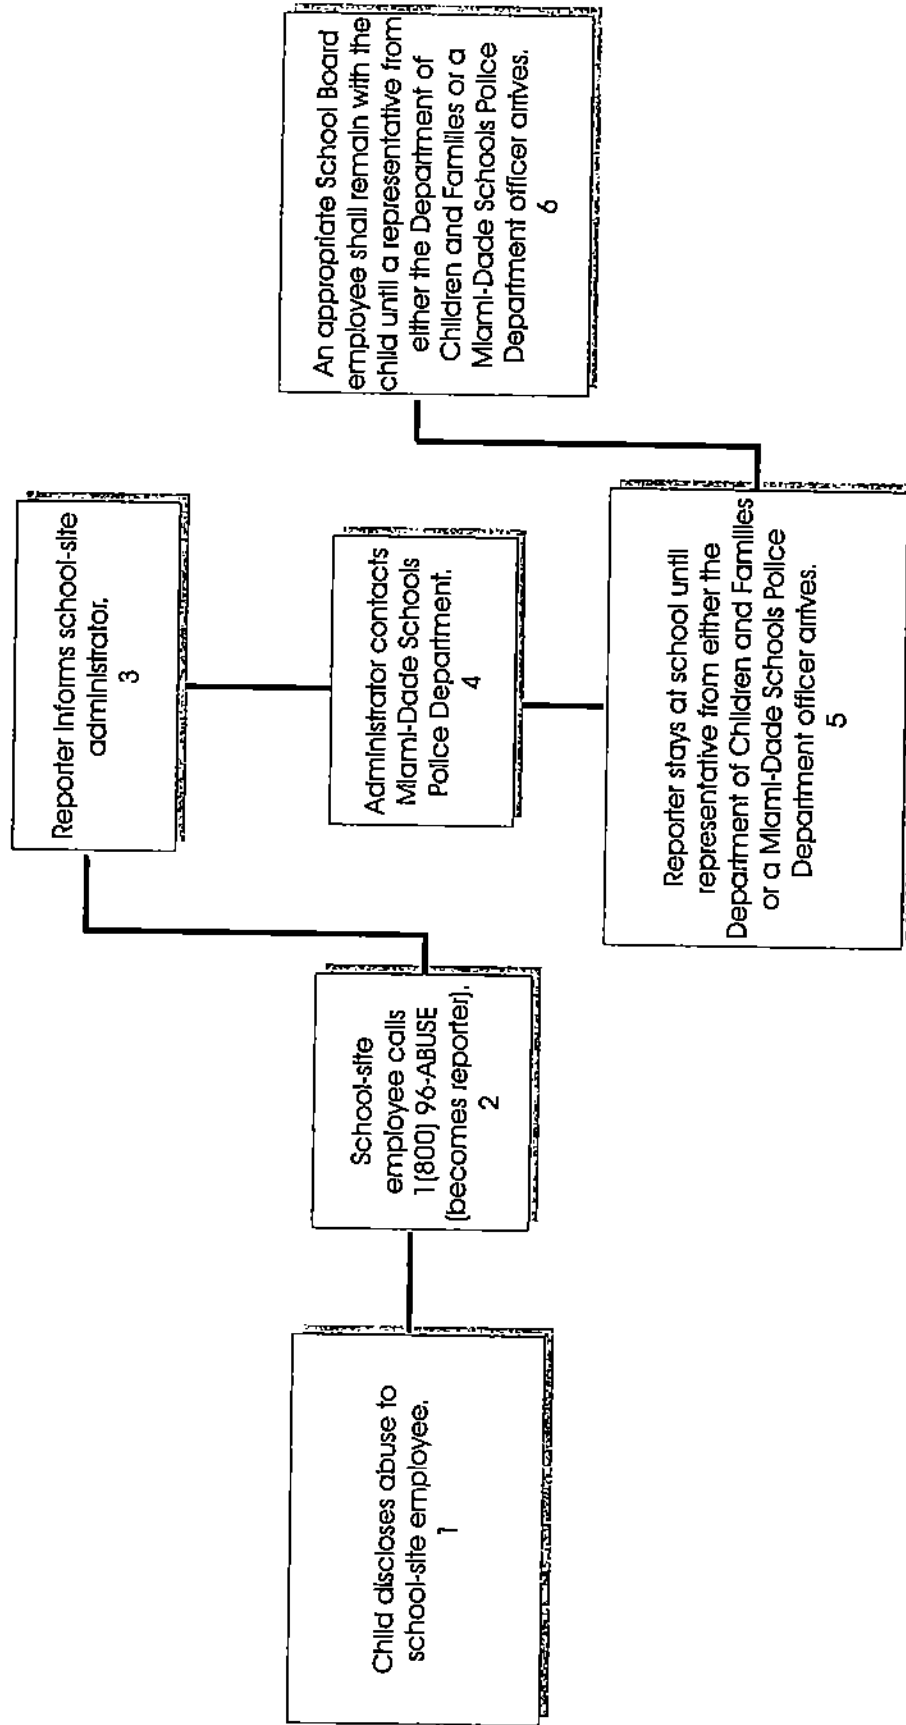 Child discloses abuse to
school-site employee.
1
School-site
employee calls
1(800) 96-ABUSE
(becomes reporter).
2
Reporter informs school-site
administrator.
3
Administrator contacts
Miami-Dade Schools
Police Department.
4
Reporter stays at school until
representative from either the
Department of Children and Families
or a Miami-Dade Schools Police
Department officer arrives.
5
An appropriate School Board
employee shall remain with the
child until a representative from
either the Department of
Children and Families or a
Miami-Dade Schools Police
Department officer arrives.
6